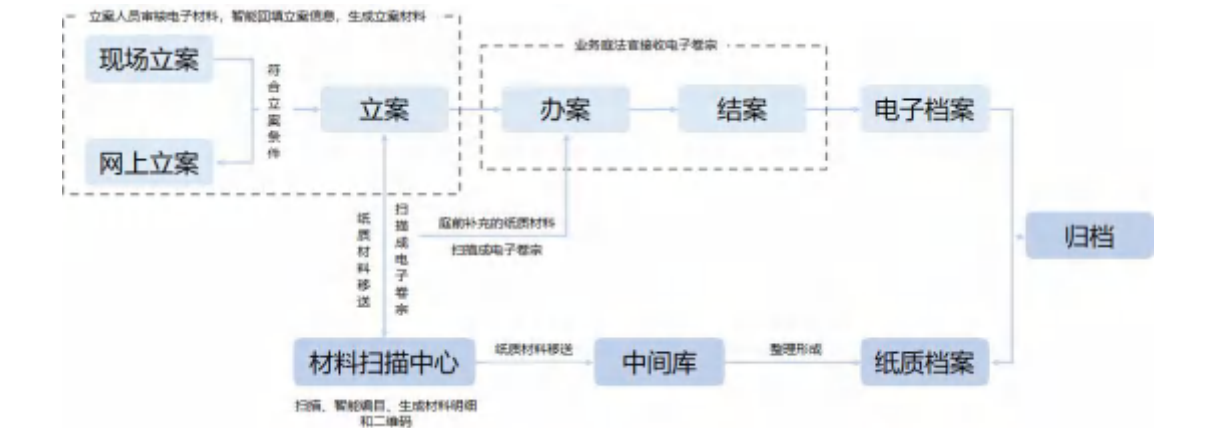 立案人员审核电子材料，智能回填立案信息，生成立案材料
业务庭法官接收电子卷宗
现场立案
网上立案
符合立案条件
立案
办案
结案
电子档案
纸质材料移送
扫描成电子卷宗
庭前补充的纸质材料
扫描成电子卷宗
归档
材料扫描中心
纸质材料移送
中间库
整理形成
纸质档案
扫描、智能编目、生成材料明细
和二维码